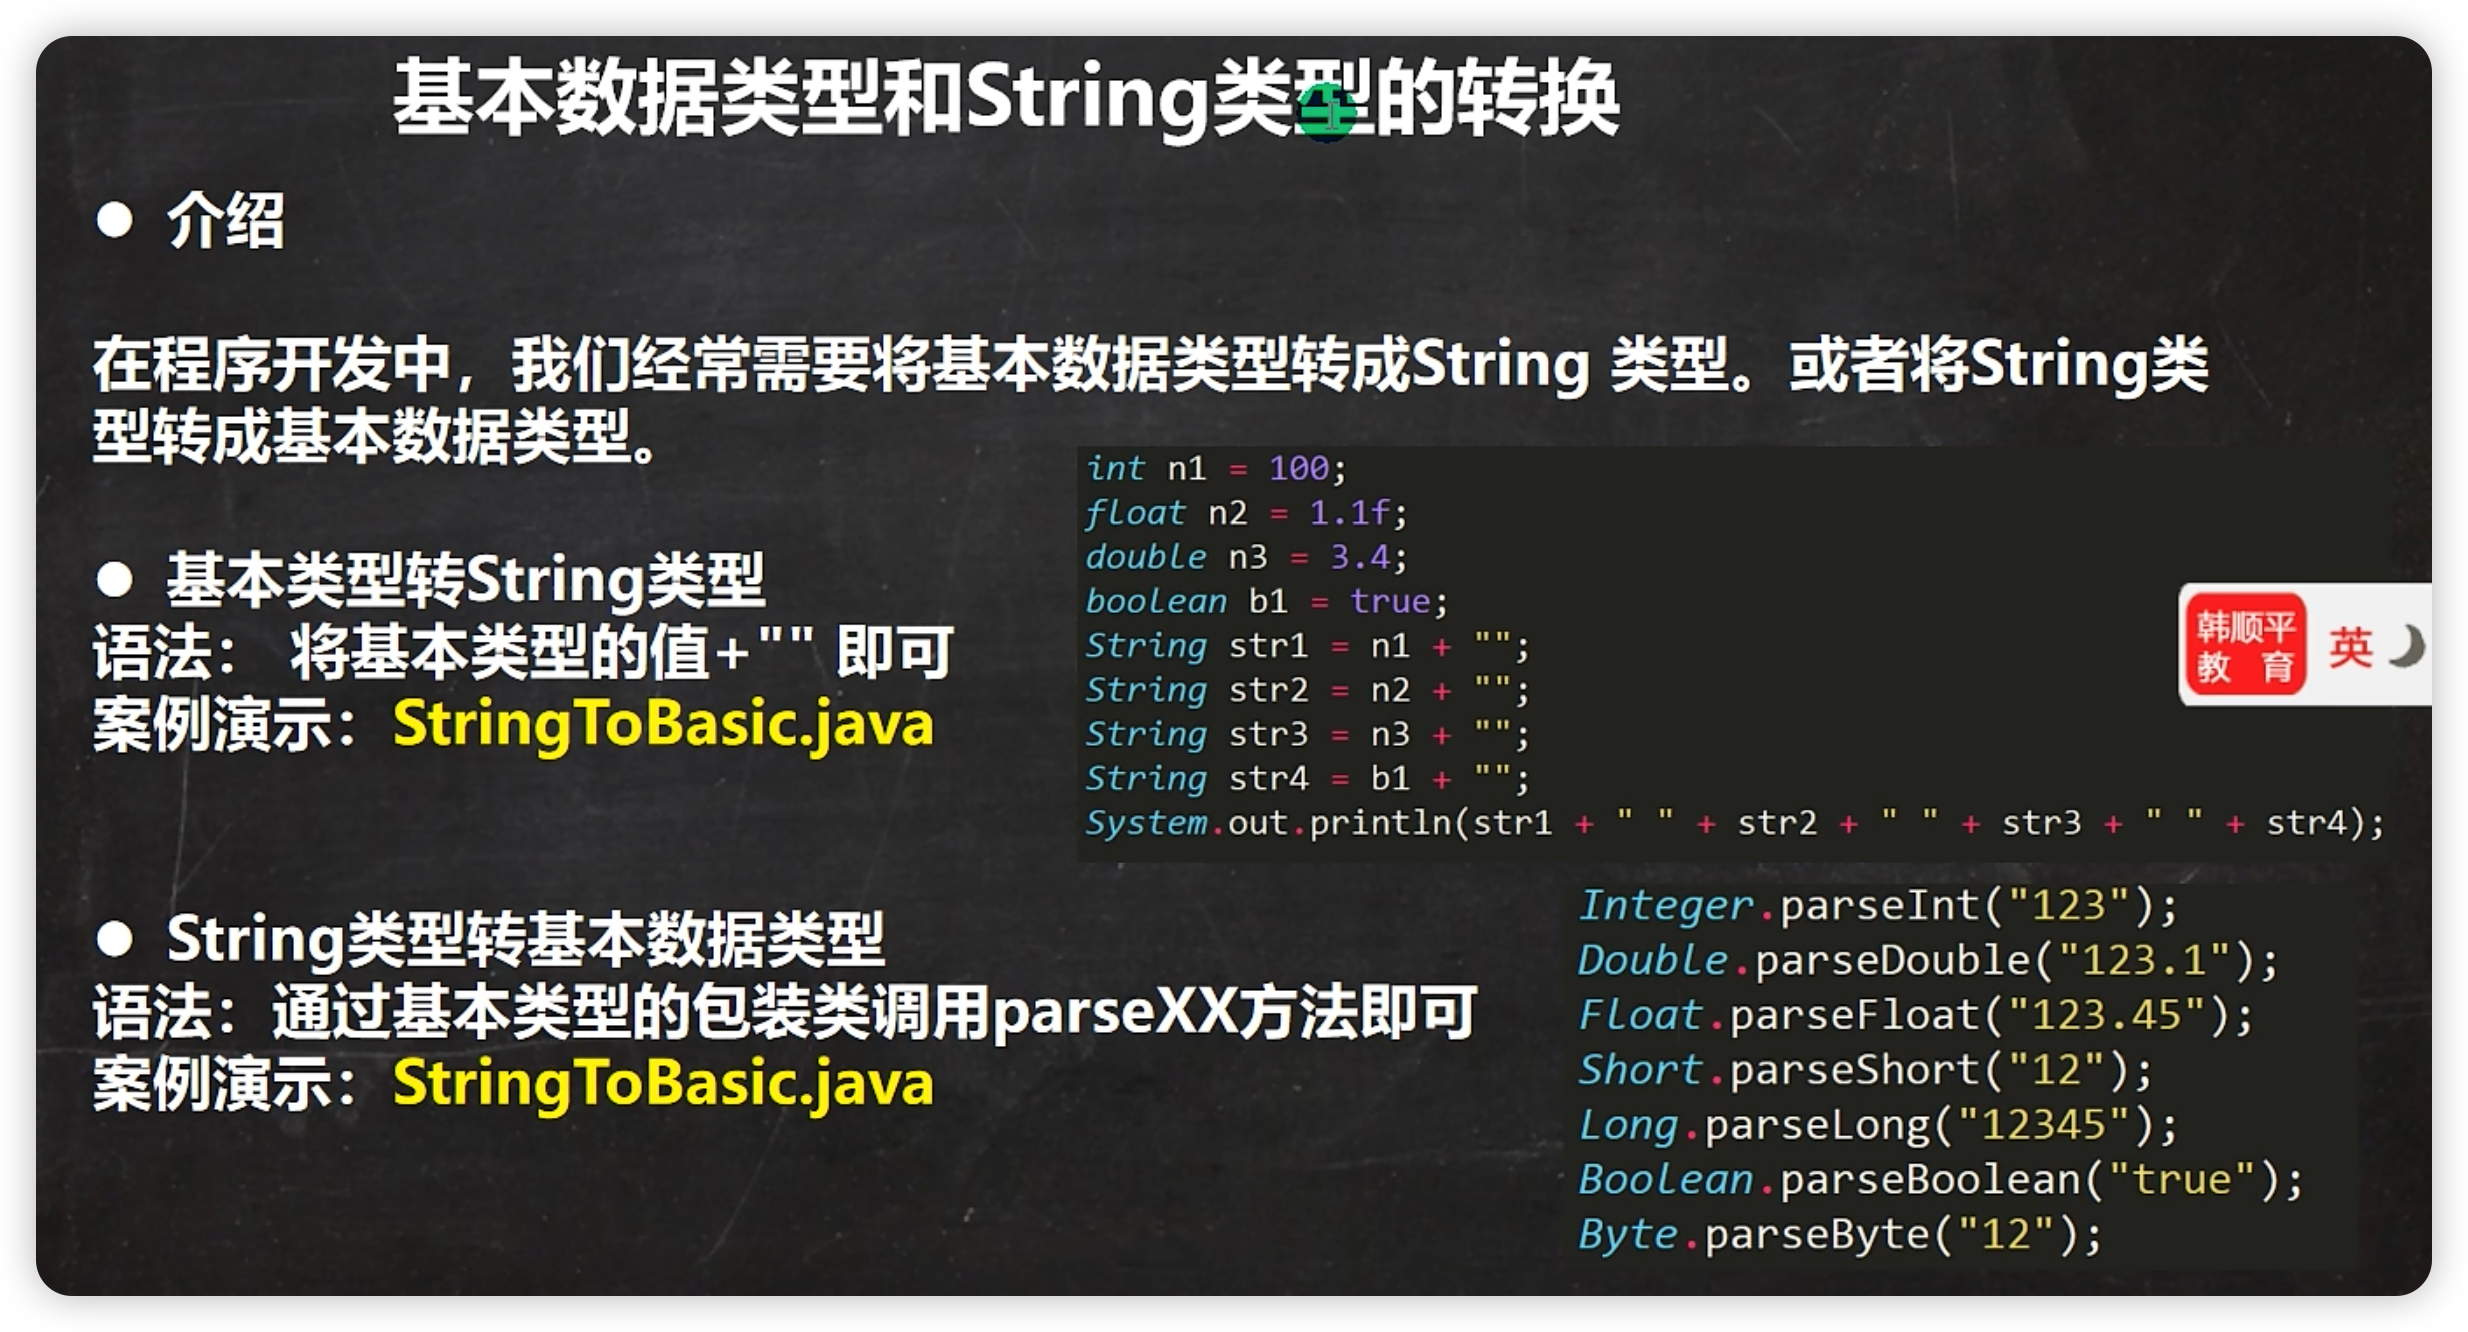 基本数据类型和String类型的转换
● 介绍
在程序开发中，我们经常需要将基本数据类型转成String 类型。或者将String类
型转成基本数据类型。
● 基本类型转String类型
语法： 将基本类型的值+"" 即可
案例演示：StringToBasic.java
int n1 = 100;
float n2 = 1.1f;
double n3 = 3.4;
boolean b1 = true;
String str1 = n1 + "";
String str2 = n2 + "";
String str3 = n3 + "";
String str4 = b1 + "";
System.out.println(str1 + " " + str2 + " " + str3 + " " + str4);
韩顺平
教 育
英
● String类型转基本数据类型
语法：通过基本类型的包装类调用parseXX方法即可
案例演示：StringToBasic.java
Integer.parseInt("123");
Double.parseDouble("123.1");
Float.parseFloat("123.45");
Short.parseShort("12");
Long.parseLong("12345");
Boolean.parseBoolean("true");
Byte.parseByte("12");